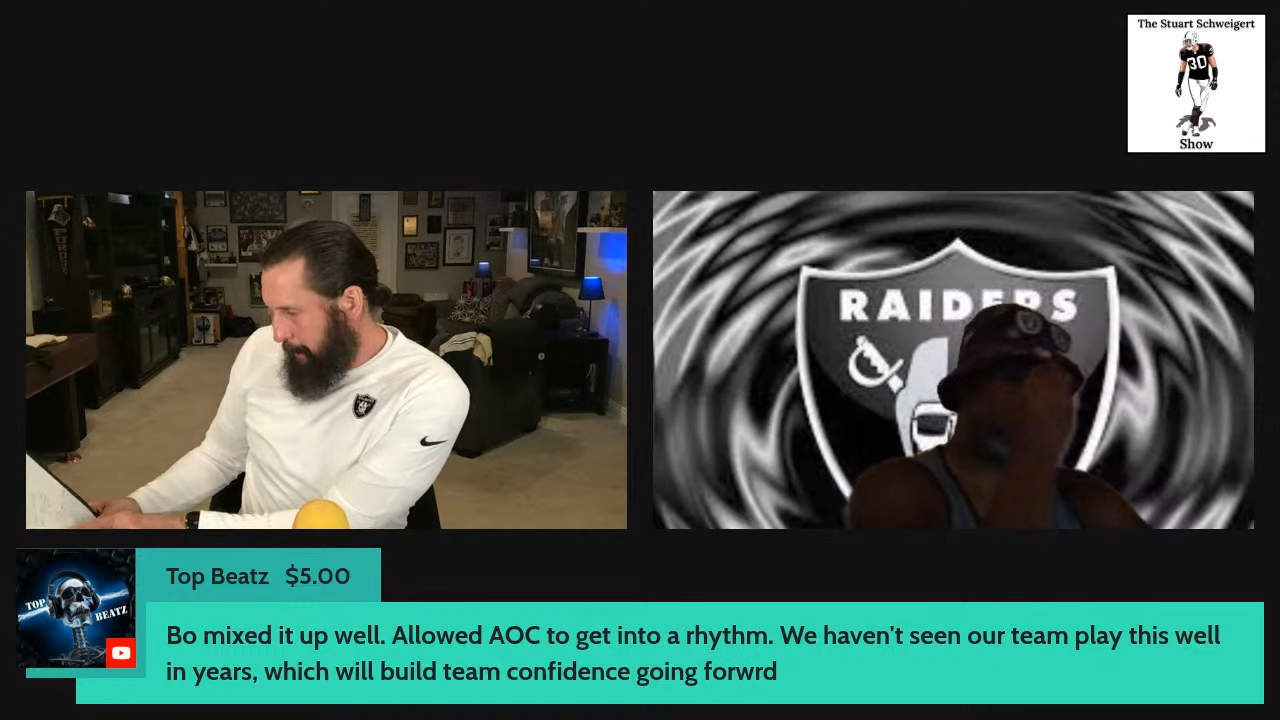 The Stuart Schweigert
30
Show
PURDUE
RAIDERS
TOP
BEATZ
Top Beatz $5.00
Bo mixed it up well. Allowed AOC to get into a rhythm. We haven't seen our team play this well
in years, which will build team confidence going forwrd